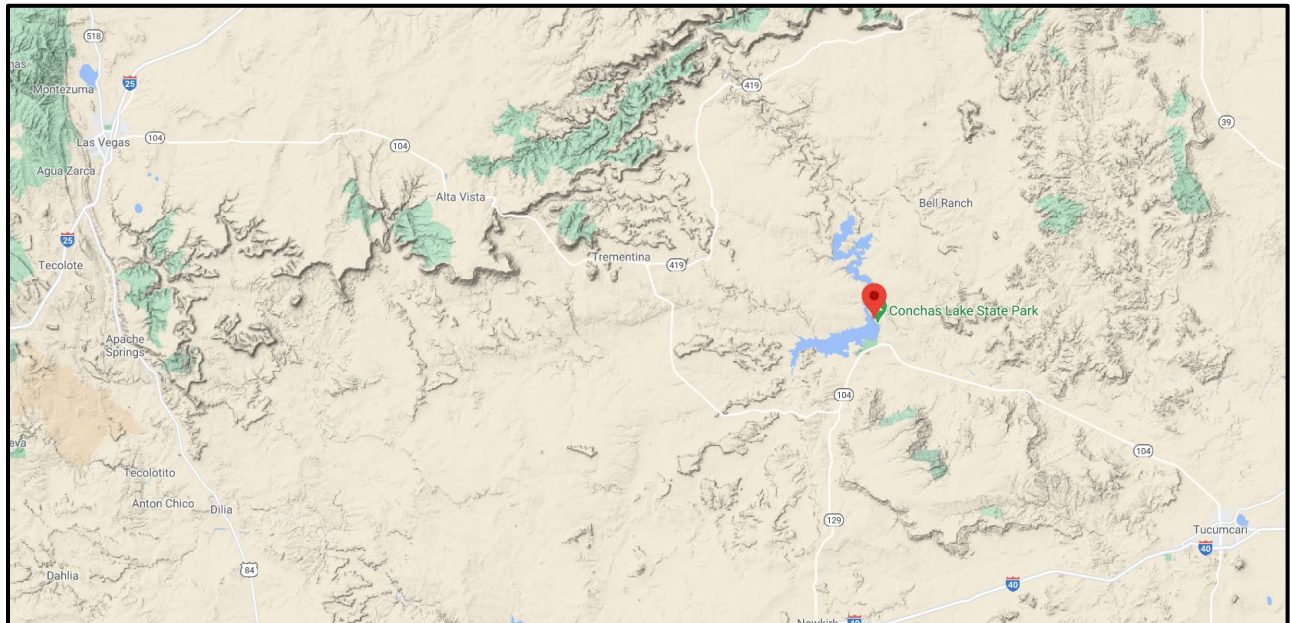 518
nas
25
Montezuma
419
39
104
Las Vegas
104
Agua Zarca
Alta Vista
Bell Ranch
25
Tecolote
Trementina
419
Conchas Lake State Park
Apache
Springs
104
eva
104
Tecolotito
Anton Chico
Dilia
129
Tucumcari
40
84
Dahlia
40
Newkirk
40